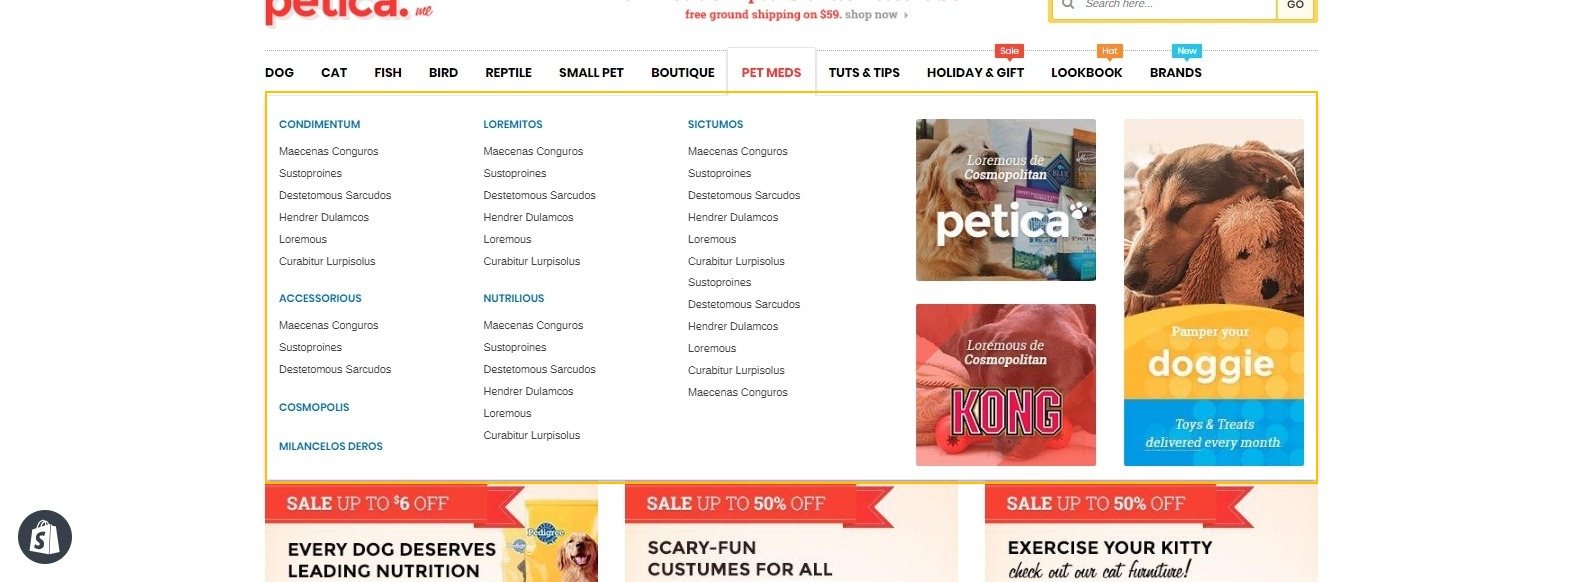 petica. me
free ground shipping on $59. shop now ›
Search here...
GO
Sale
Hot
New
DOG CAT FISH BIRD REPTILE SMALL PET BOUTIQUE PET MEDS TUTS & TIPS HOLIDAY & GIFT LOOKBOOK BRANDS
CONDIMENTUM
Maecenas Conguros
Sustoproines
Destetomous Sarcudos
Hendrer Dulamcos
Loremous
Curabitur Lurpisolus
ACCESSORIOUS
Maecenas Conguros
Sustoproines
Destetomous Sarcudos
COSMOPOLIS
MILANCELOS DEROS
LOREMITOS
Maecenas Conguros
Sustoproines
Destetomous Sarcudos
Hendrer Dulamcos
Loremous
Curabitur Lurpisolus
NUTRILIOUS
Maecenas Conguros
Sustoproines
Destetomous Sarcudos
Hendrer Dulamcos
Loremous
Curabitur Lurpisolus
SICTUMOS
Maecenas Conguros
Sustoproines
Destetomous Sarcudos
Hendrer Dulamcos
Loremous
Curabitur Lurpisolus
Sustoproines
Destetomous Sarcudos
Hendrer Dulamcos
Loremous
Curabitur Lurpisolus
Maecenas Conguros
Loremous de
Cosmopolitan
petica
BLUE
Loremous de
Cosmopolitan
KONG
Pamper your
doggie
Toys & Treats
delivered every month.
SALE UP TO $6 OFF
Pedigree
EVERY DOG DESERVES
LEADING NUTRITION
SALE UP TO 50% OFF
SCARY-FUN
CUSTUMES FOR ALL
SALE UP TO 50% OFF
EXERCISE YOUR KITTY
check out our cat furniture!